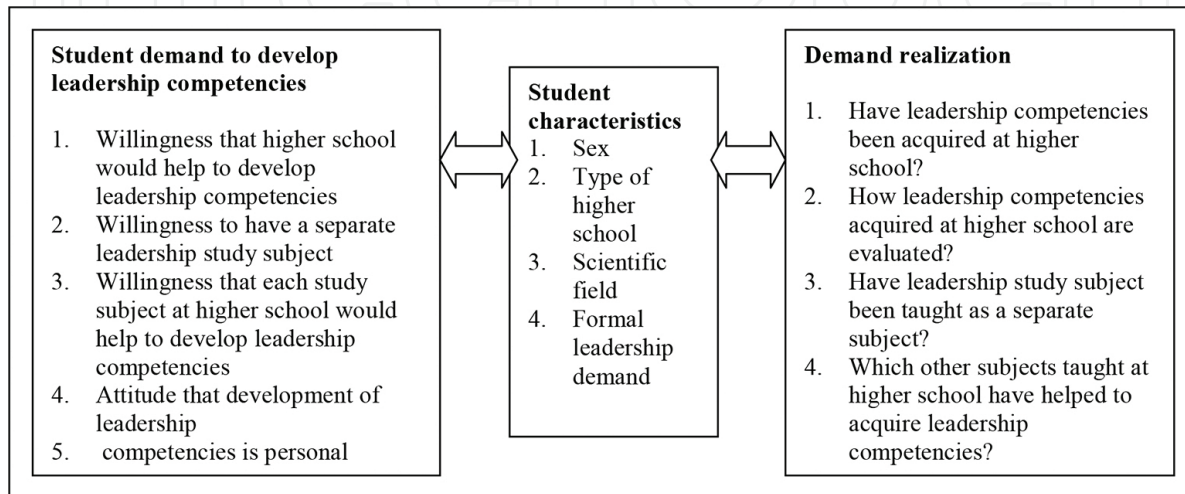 Student demand to develop
leadership competencies
1. Willingness that higher school
would help to develop
leadership competencies
2. Willingness to have a separate
leadership study subject
3. Willingness that each study
subject at higher school would
help to develop leadership
competencies
4. Attitude that development of
leadership
5. competencies is personal
Student
characteristics
1. Sex
2. Type of
higher
school
3. Scientific
field
4. Formal
leadership
demand
Demand realization
1. Have leadership competencies
been acquired at higher
school?
2. How leadership competencies
acquired at higher school are
evaluated?
3. Have leadership study subject
been taught as a separate
subject?
4. Which other subjects taught at
higher school have helped to
acquire leadership
competencies?